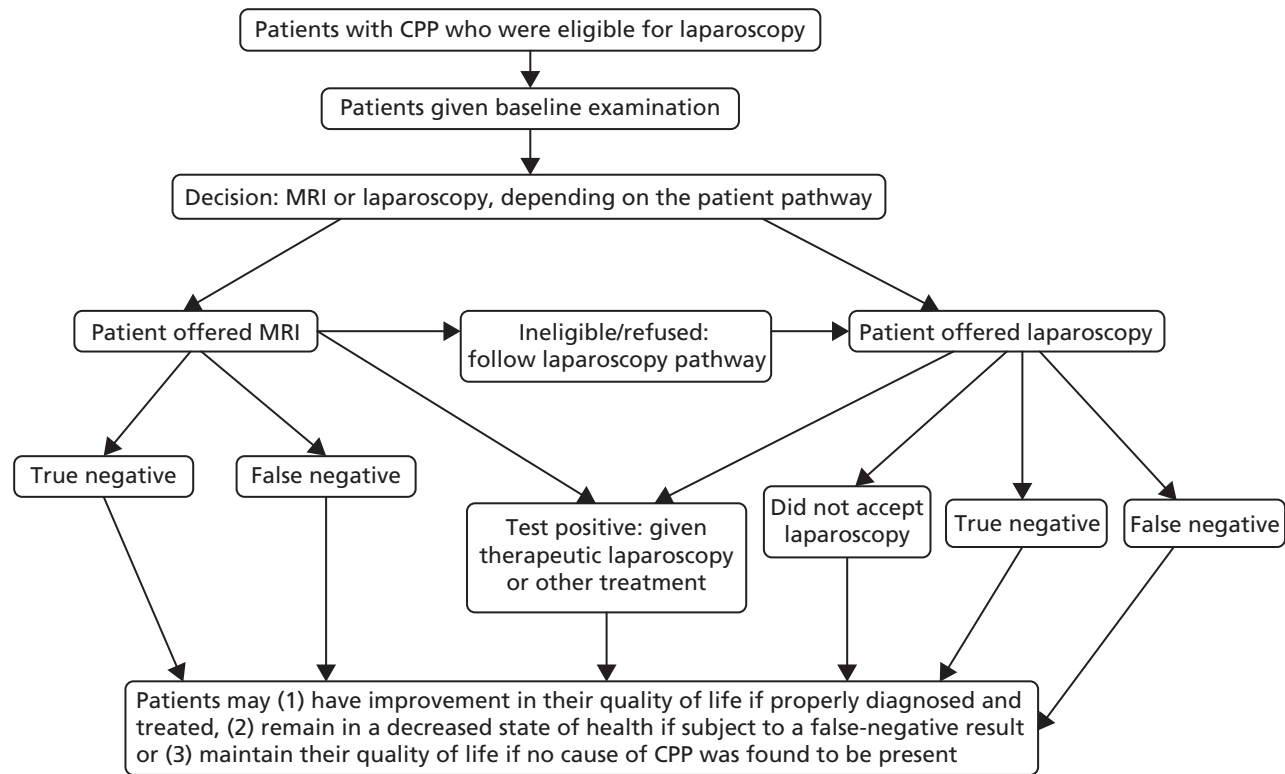 Patients with CPP who were eligible for laparoscopy
Patients given baseline examination
Decision: MRI or laparoscopy, depending on the patient pathway
Patient offered MRI
Ineligible/refused:
follow laparoscopy pathway
Patient offered laparoscopy
True negative
False negative
Test positive: given
therapeutic laparoscopy
or other treatment
Did not accept
laparoscopy
True negative
False negative
Patients may (1) have improvement in their quality of life if properly diagnosed and
treated, (2) remain in a decreased state of health if subject to a false-negative result
or (3) maintain their quality of life if no cause of CPP was found to be present